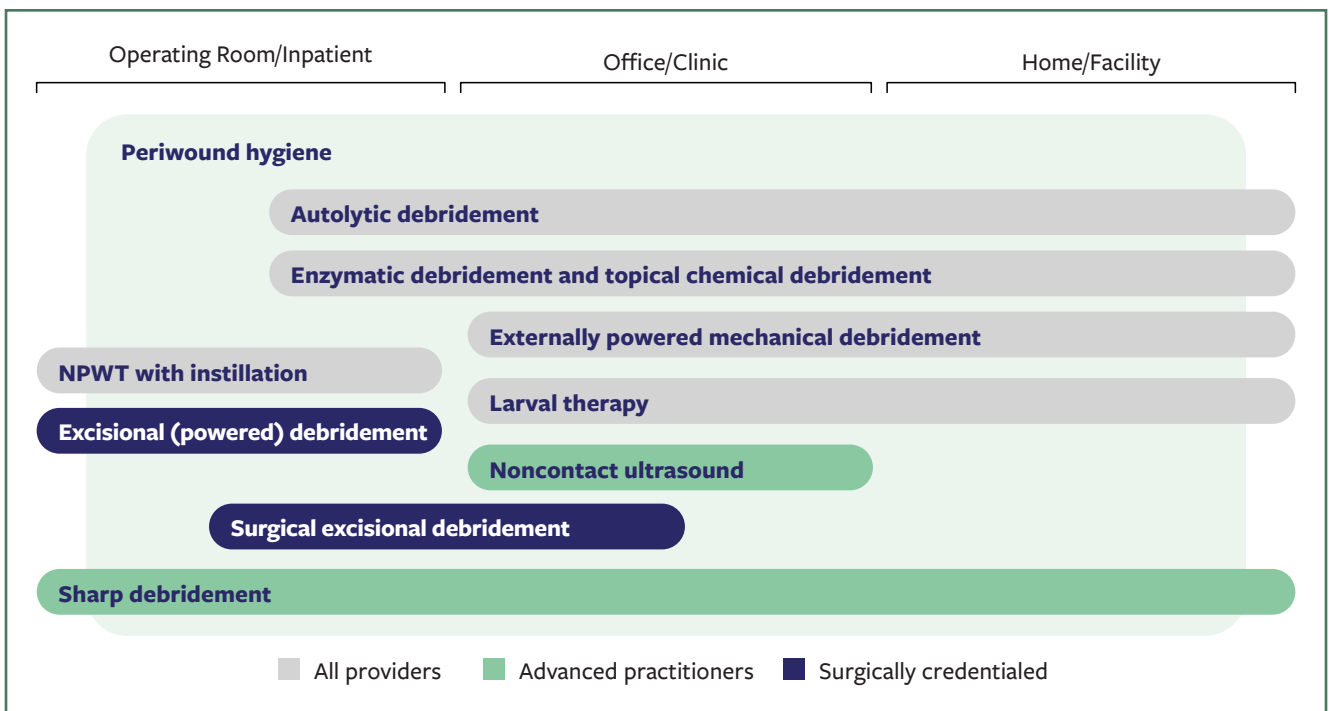 Operating Room/Inpatient
Office/Clinic
Home/Facility
Periwound hygiene
Autolytic debridement
Enzymatic debridement and topical chemical debridement
Externally powered mechanical debridement
NPWT with instillation
Larval therapy
Excisional (powered) debridement
Noncontact ultrasound
Surgical excisional debridement
Sharp debridement
All providers
Advanced practitioners
Surgically credentialed